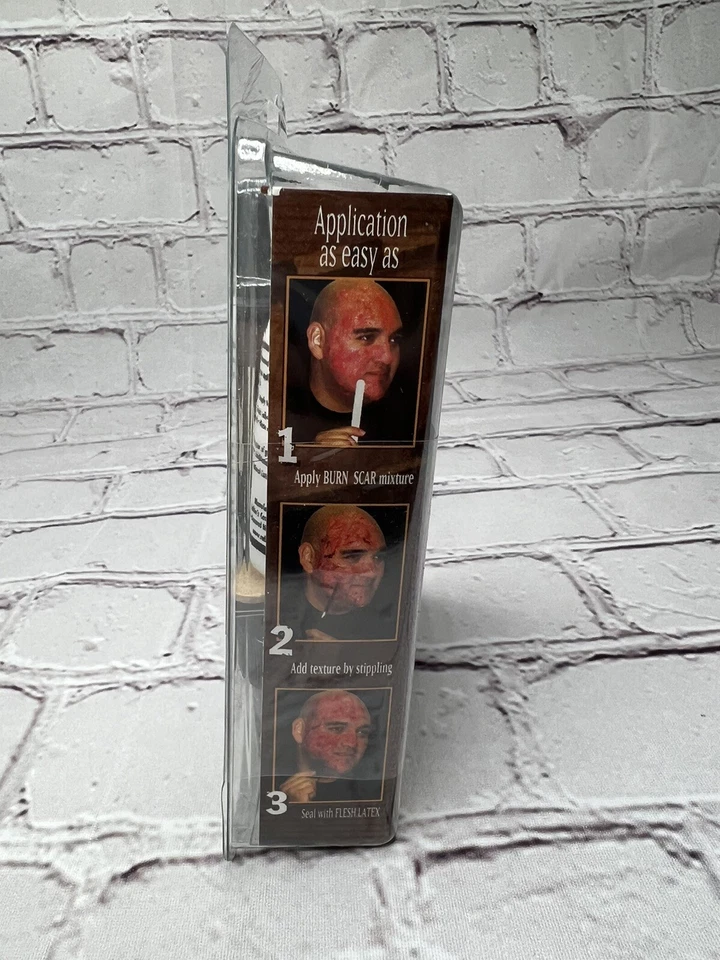 Application
as easy as
1
Apply BURN SCAR mixture
2
Add texture by stippling
3
Seal with FLESH LATEX